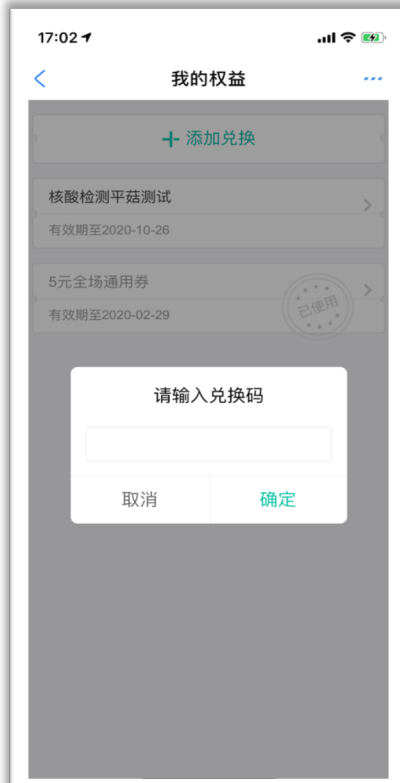 17:02
我的权益
添加兑换
核酸检测平菇测试
有效期至2020-10-26
5元全场通用券
已使用
有效期至2020-02-29
请输入兑换码
取消 确定